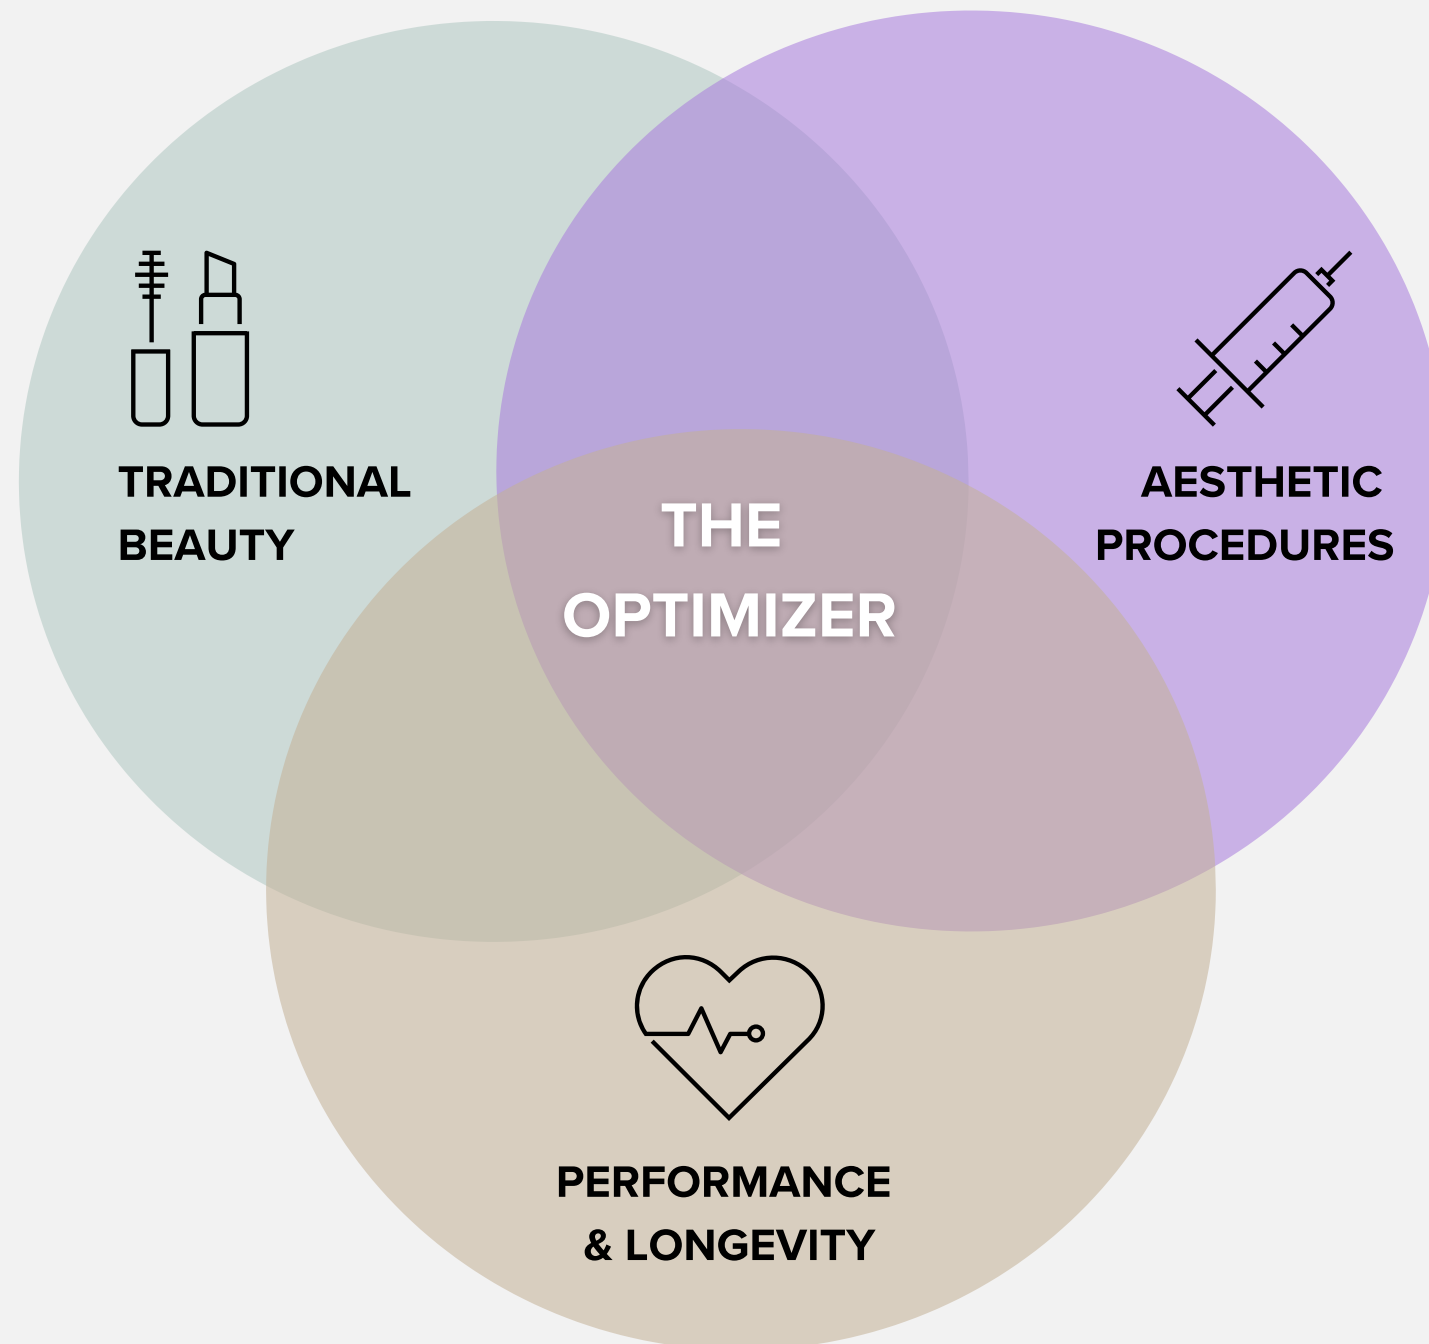 TRADITIONAL
BEAUTY
AESTHETIC
PROCEDURES
THE
OPTIMIZER
PERFORMANCE
& LONGEVITY